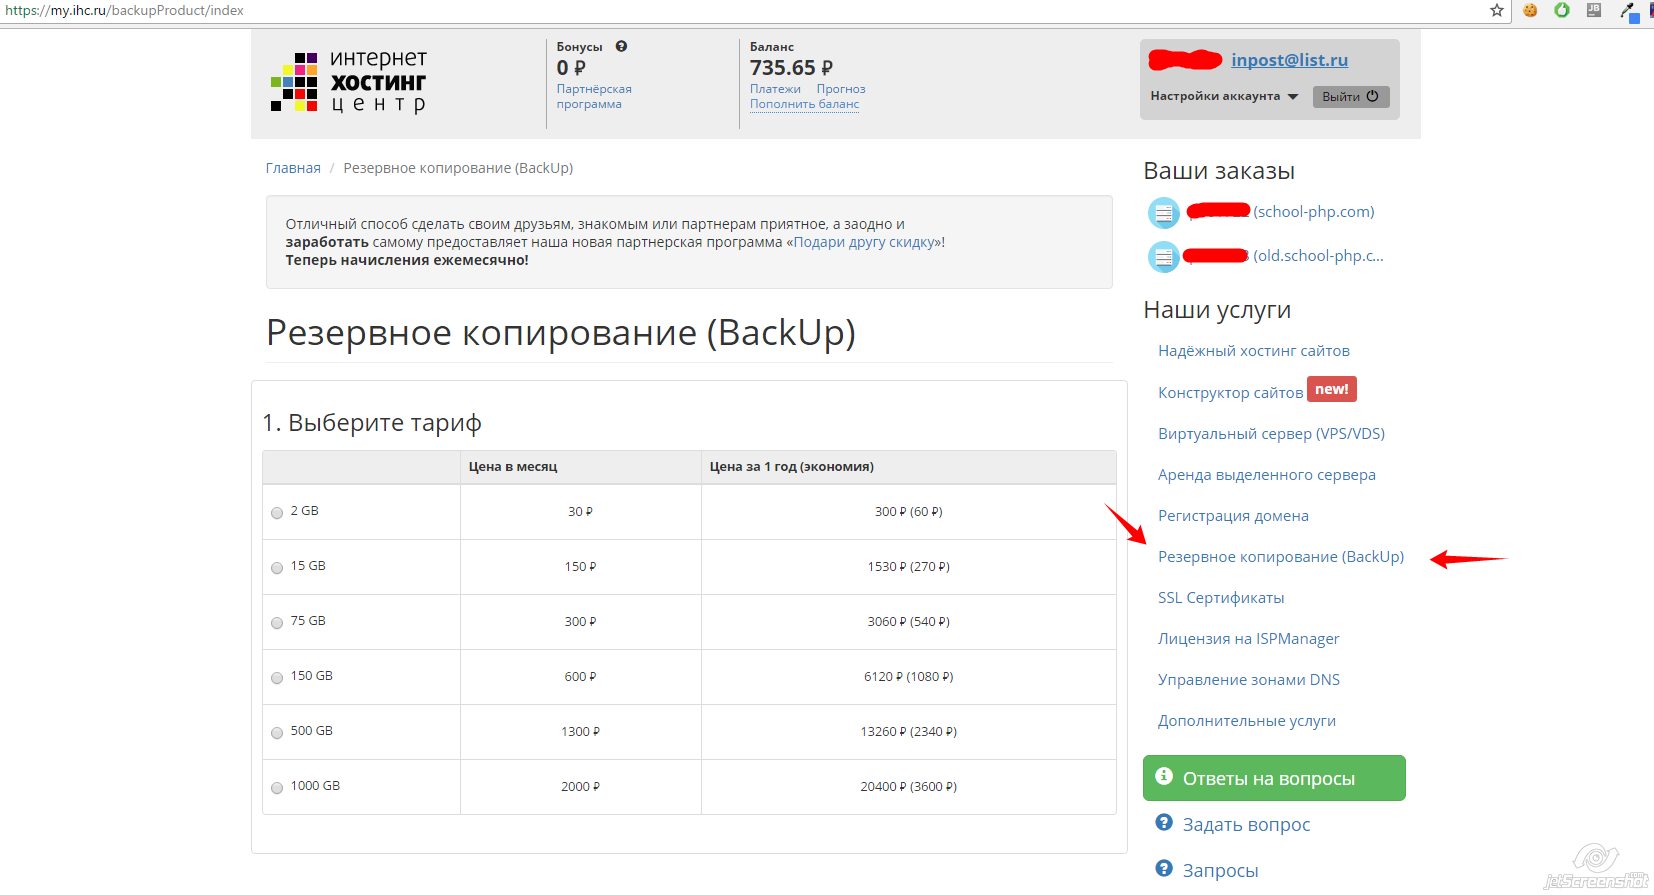 https://my.ihc.ru/backupProduct/index
JB
интернет
ХОСТИНГ
центр
Бонусы
0 ₽
Партнёрская
программа
Баланс
735.65 ₽
Платежи Прогноз
Пополнить баланс
inpost@list.ru
Настройки аккаунта Выйти
Главная / Резервное копирование (BackUp)
Отличный способ сделать своим друзьям, знакомым или партнерам приятное, а заодно и
заработать самому предоставляет наша новая партнерская программа «Подари другу скидку»!
Теперь начисления ежемесячно!
Резервное копирование (BackUp)
1. Выберите тариф
Цена в месяц Цена за 1 год (экономия)
2 GB 30 ₽ 300 ₽ (60 ₽)
15 GB 150 ₽ 1530 ₽ (270 ₽)
75 GB 300 ₽ 3060 ₽ (540 ₽)
150 GB 600 ₽ 6120 ₽ (1080 ₽)
500 GB 1300 ₽ 13260 ₽ (2340 ₽)
1000 GB 2000 ₽ 20400 ₽ (3600 ₽)
Ваши заказы
(school-php.com)
(old.school-php.c...
Наши услуги
Надёжный хостинг сайтов
Конструктор сайтов new!
Виртуальный сервер (VPS/VDS)
Аренда выделенного сервера
Регистрация домена
Резервное копирование (BackUp)
SSL Сертификаты
Лицензия на ISPManager
Управление зонами DNS
Дополнительные услуги
Ответы на вопросы
Задать вопрос
Запросы
jetScreenshot